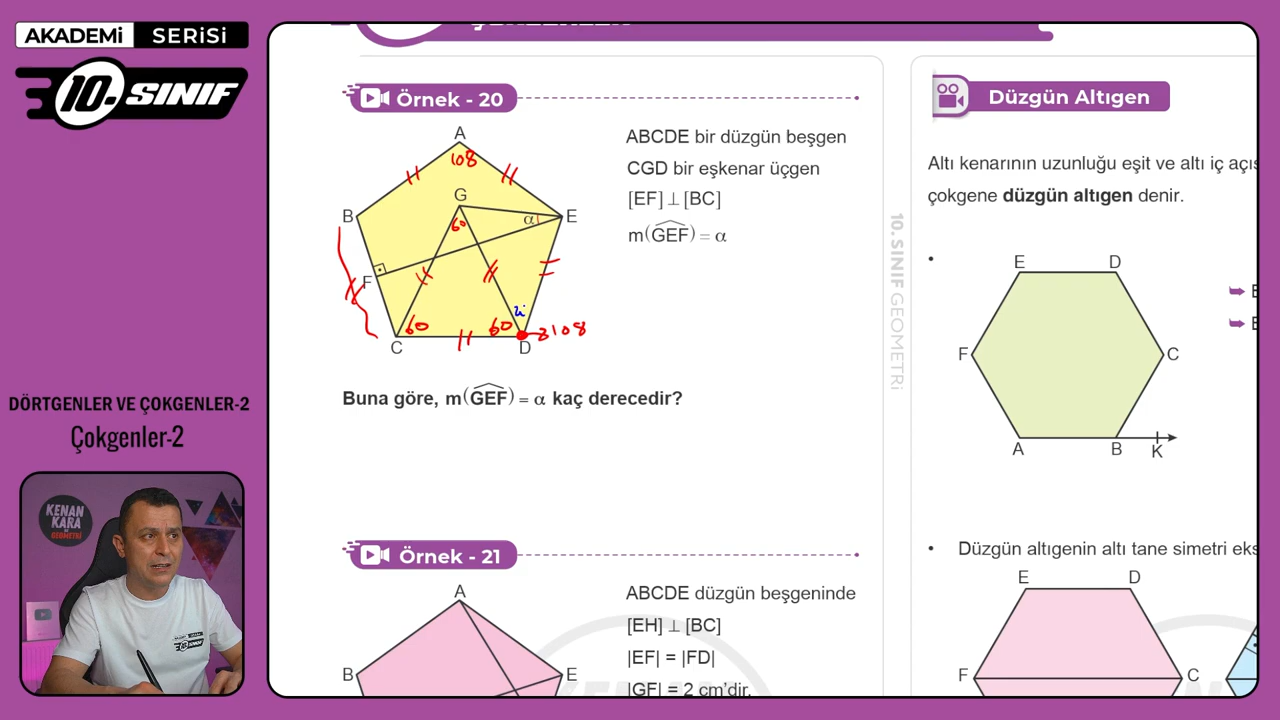 AKADEMİ SERİSİ
10. SINIF
DÖRTGENLER VE ÇOKGENLER-2
Çokgenler-2
KENAN
KARA
ile
GEOMETRİ
Örnek - 20
A
108
G
B
α
E
60
F
60
60
108
C
D
ABCDE bir düzgün beşgen
CGD bir eşkenar üçgen
[EF] ⊥ [BC]
m(GEF) = α
Buna göre, m(GEF) = α kaç derecedir?
Örnek - 21
A
B
E
ABCDE düzgün beşgeninde
[EH] ⊥ [BC]
|EF| = |FD|
|GF| = 2 cm'dir.
10. SINIF GEOMETRİ
Düzgün Altıgen
Altı kenarının uzunluğu eşit ve altı iç açıs
çokgene düzgün altıgen denir.
•
E
D
F
C
A
B
K
• Düzgün altıgenin altı tane simetri eks
E
D
F
C
KENAN